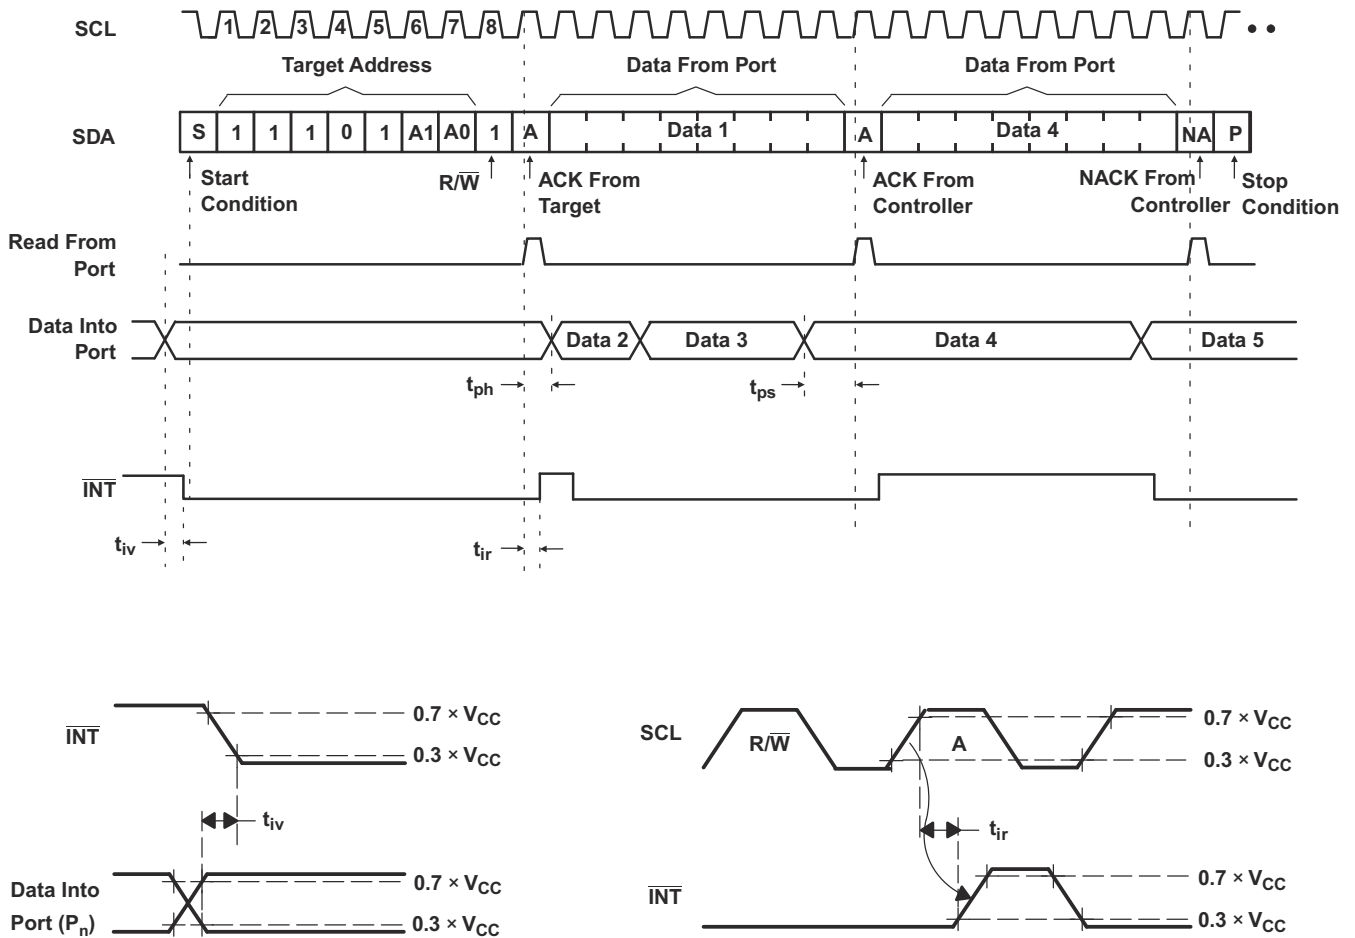 SCL 1 2 3 4 5 6 7 8
Target Address Data From Port Data From Port
SDA S 1 1 1 0 1 A1 A0 1 A Data 1 A Data 4 NA P
Start Condition
R/W̅
ACK From Target
ACK From Controller
NACK From Controller
Stop Condition
Read From Port
Data Into Port Data 2 Data 3 Data 4 Data 5
tph tps
I̅N̅T̅
tiv tir
I̅N̅T̅
0.7 × VCC
0.3 × VCC
tiv
Data Into Port (Pn)
0.7 × VCC
0.3 × VCC
SCL R/W̅ A
0.7 × VCC
0.3 × VCC
tir
I̅N̅T̅
0.7 × VCC
0.3 × VCC